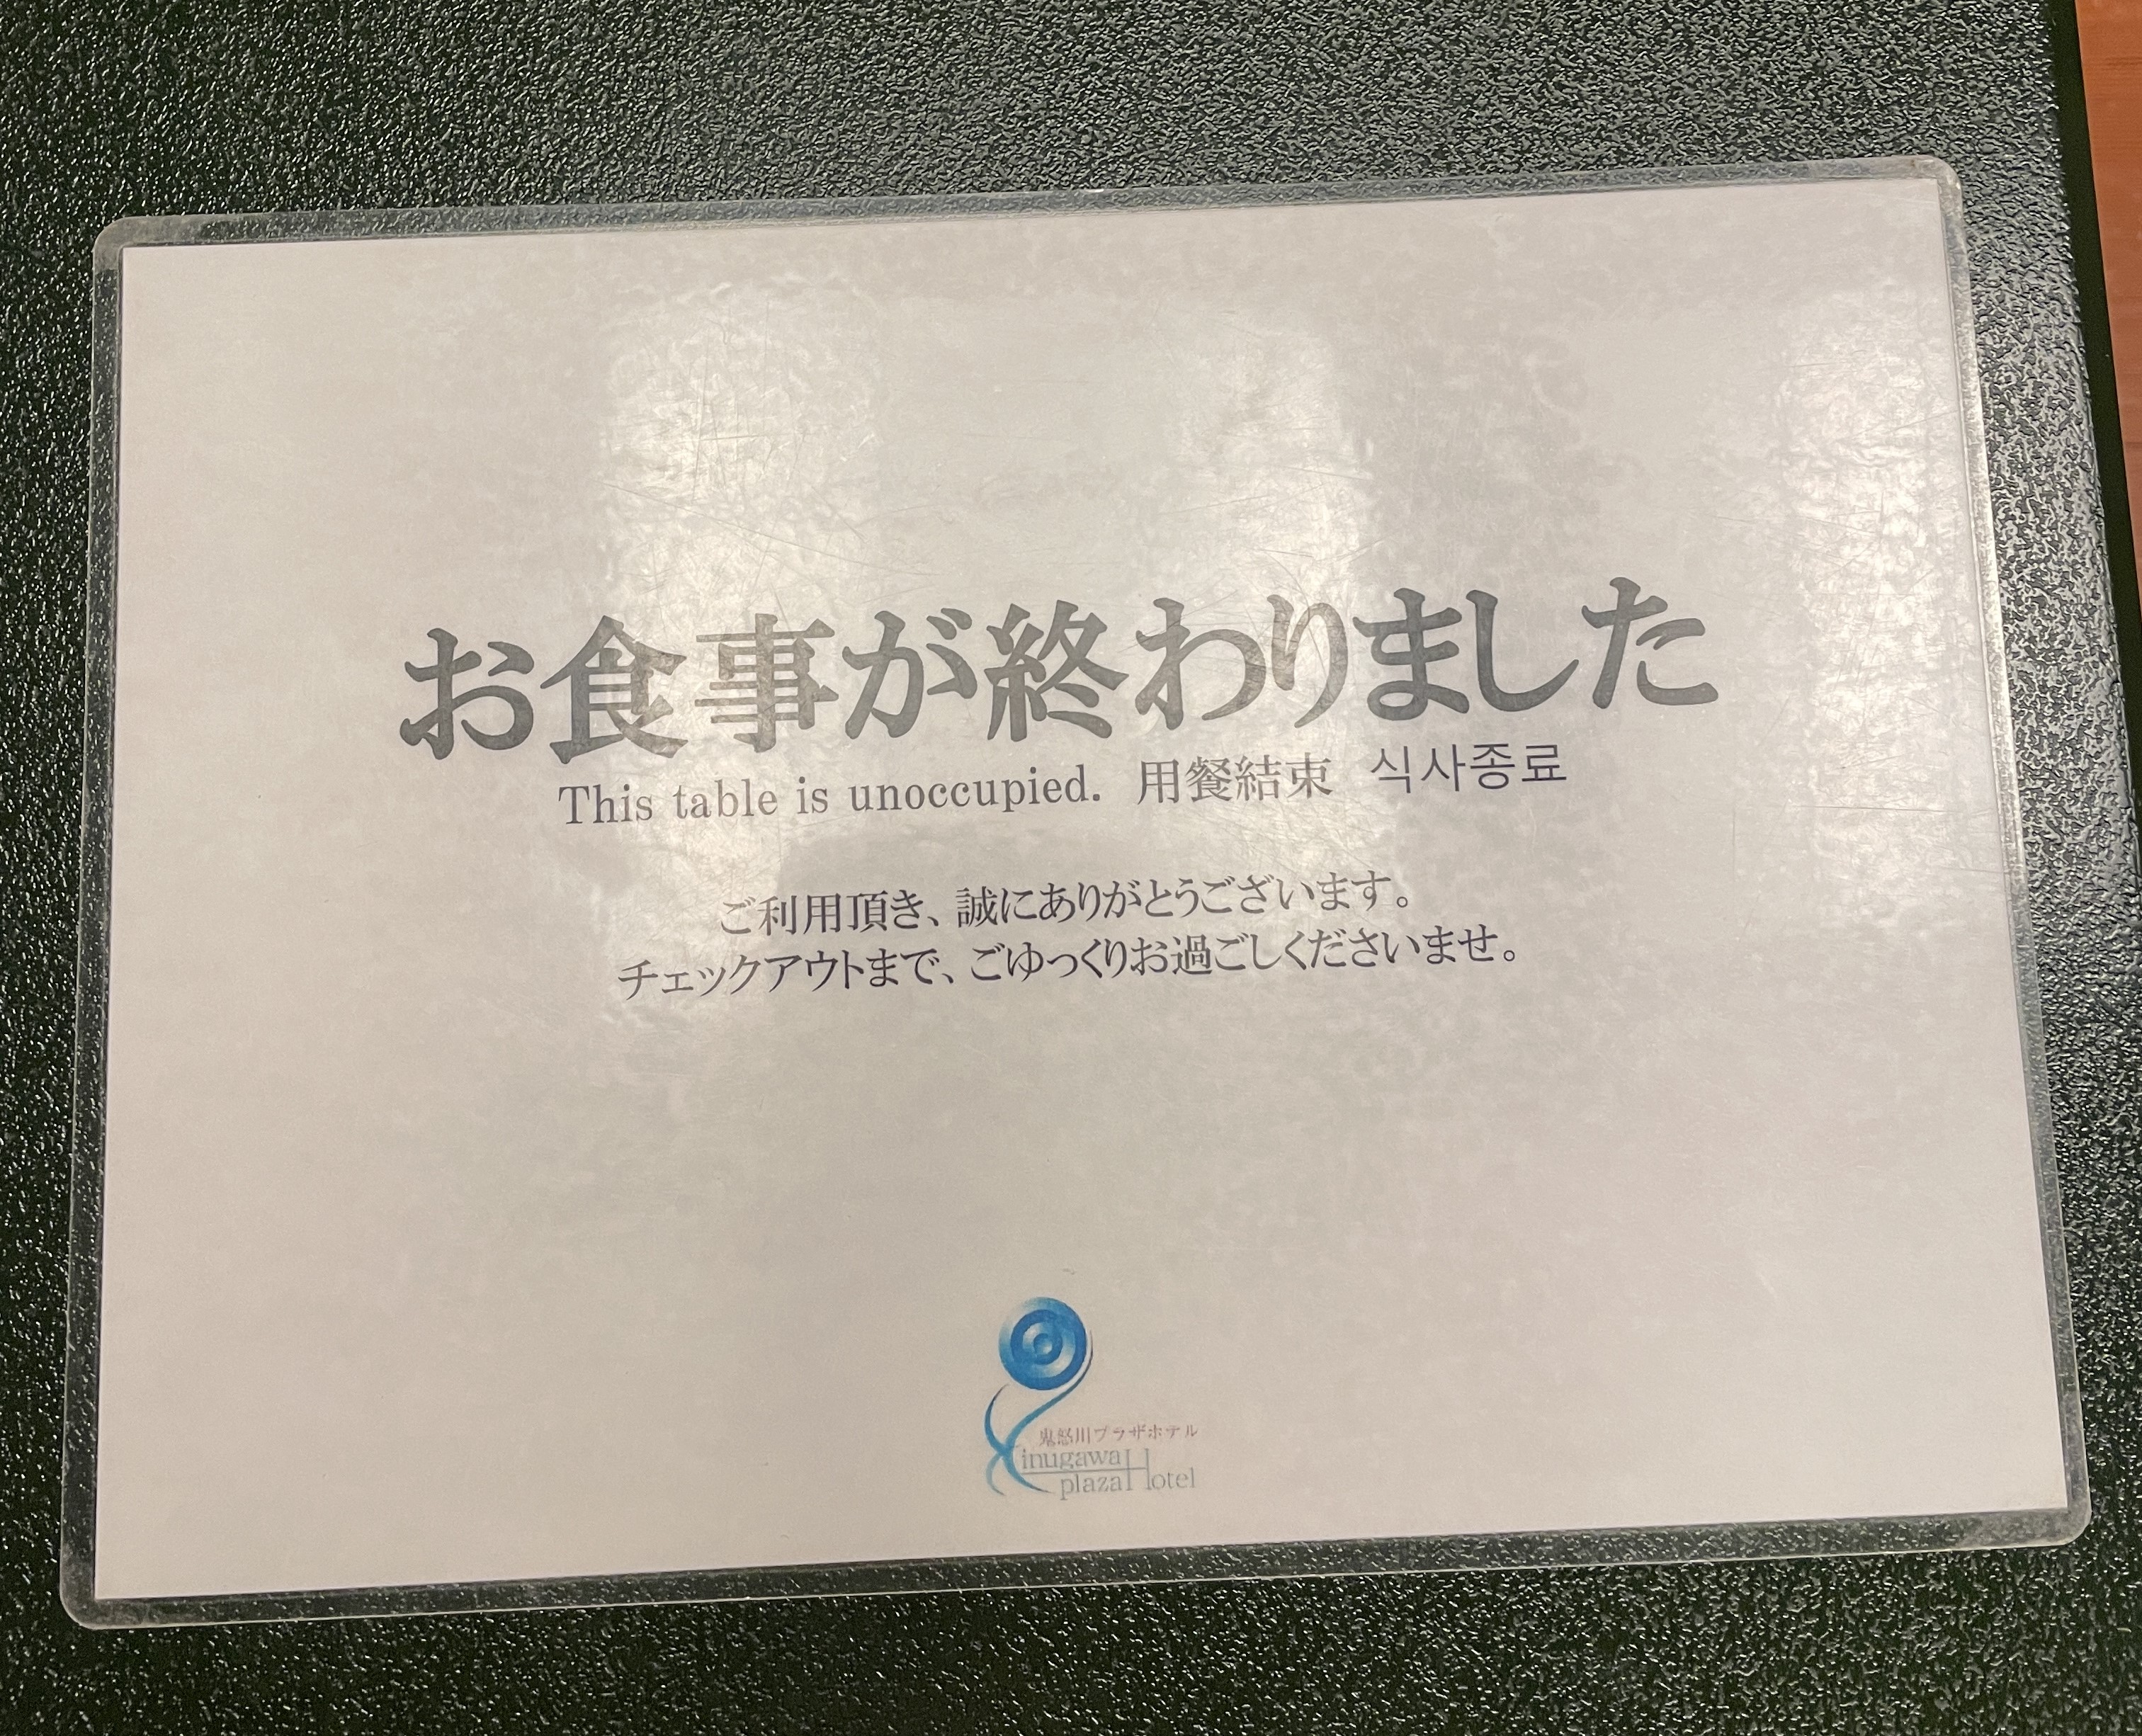 お食事が終わりました
This table is unoccupied. 用餐結束 식사종료
ご利用頂き、誠にありがとうございます。
チェックアウトまで、ごゆっくりお過ごしくださいませ。
鬼怒川プラザホテル
Kinugawa
plaza Hotel